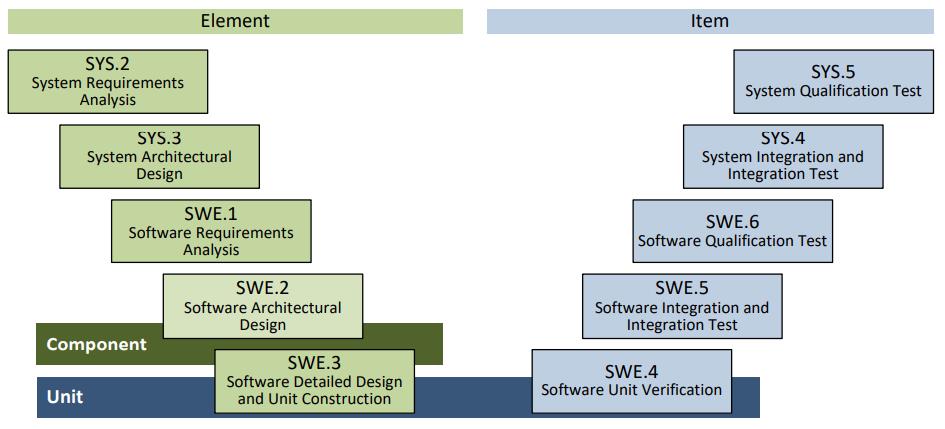 Element
Item
SYS.2
System Requirements
Analysis
SYS.5
System Qualification Test
SYS.3
System Architectural
Design
SYS.4
System Integration and
Integration Test
SWE.1
Software Requirements
Analysis
SWE.6
Software Qualification Test
SWE.2
Software Architectural
Design
SWE.5
Software Integration and
Integration Test
Component
SWE.3
Software Detailed Design
and Unit Construction
SWE.4
Software Unit Verification
Unit